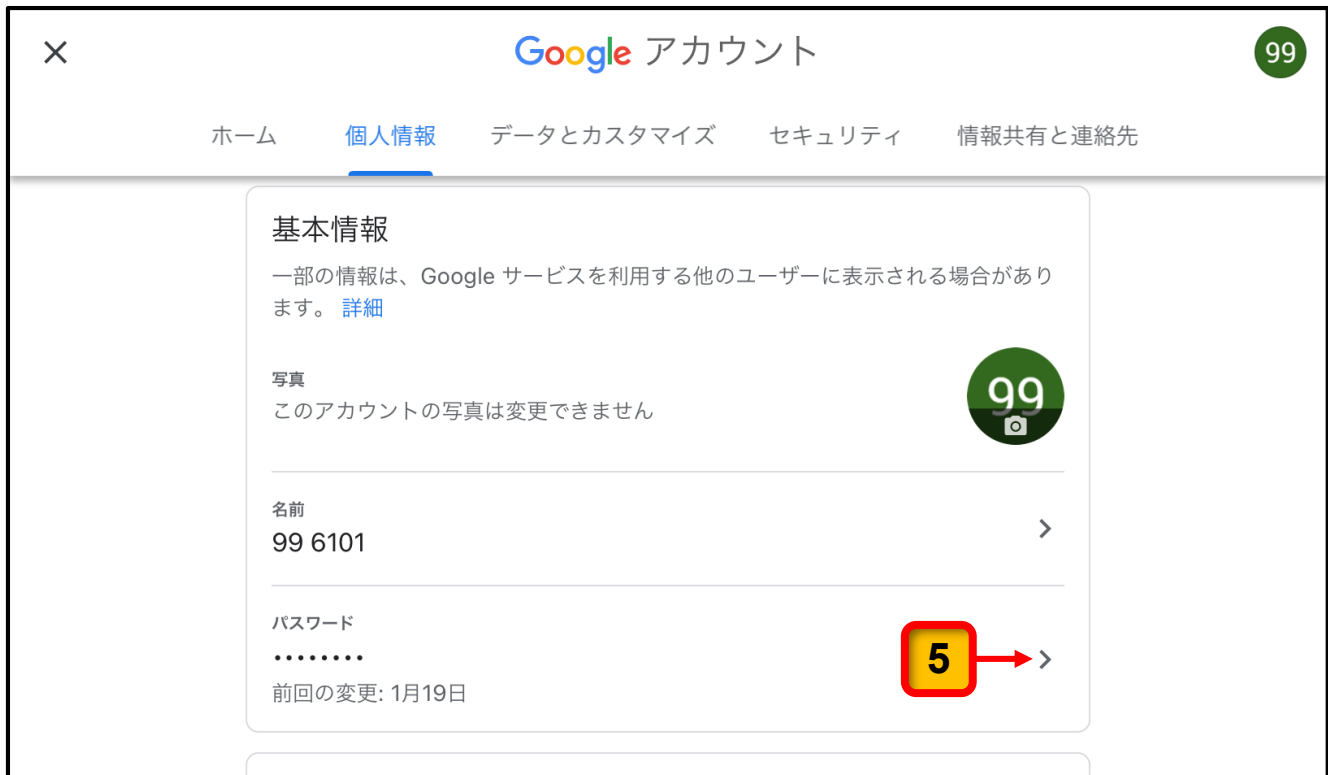 Google アカウント
99
ホーム 個人情報 データとカスタマイズ セキュリティ 情報共有と連絡先
基本情報
一部の情報は、Google サービスを利用する他のユーザーに表示される場合があり
ます。 詳細
写真
このアカウントの写真は変更できません
99
名前
99 6101
パスワード
••••••••
5
前回の変更: 1月19日